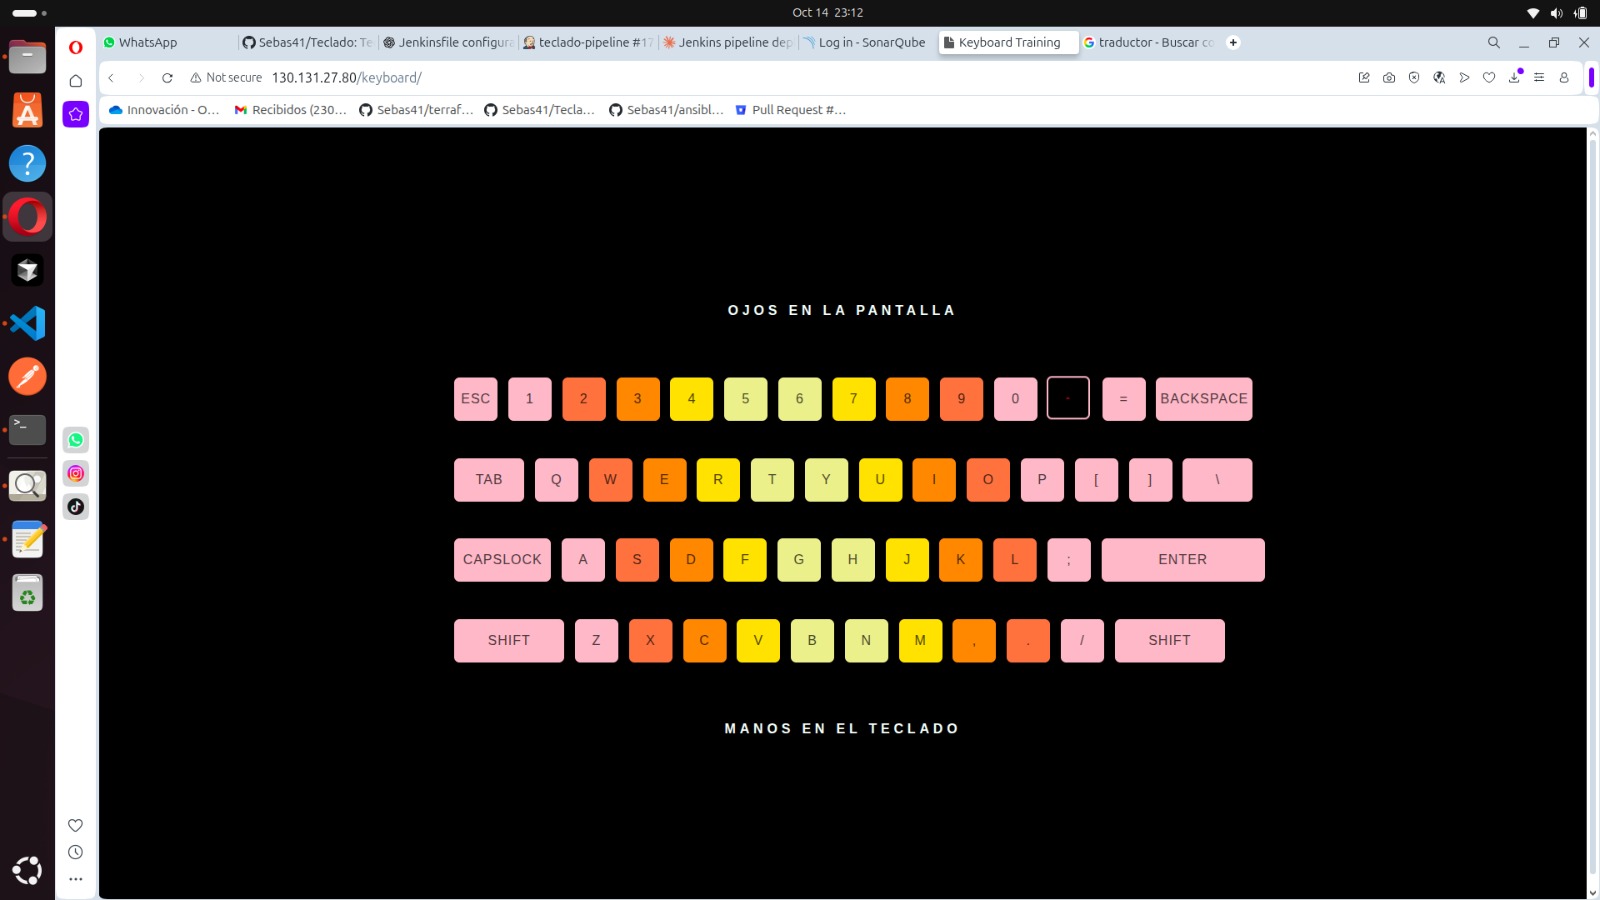 Oct 14 23:12
WhatsApp
Sebas41/Teclado: Te
Jenkinsfile configura
teclado-pipeline #17
Jenkins pipeline dep
Log in - SonarQube
Keyboard Training
traductor - Buscar co
Not secure 130.131.27.80/keyboard/
Innovación - O...
Recibidos (230...
Sebas41/terraf...
Sebas41/Tecla...
Sebas41/ansibl...
Pull Request #...
OJOS EN LA PANTALLA
ESC 1 2 3 4 5 6 7 8 9 0 - = BACKSPACE
TAB Q W E R T Y U I O P [ ] \
CAPSLOCK A S D F G H J K L ; ENTER
SHIFT Z X C V B N M , . / SHIFT
MANOS EN EL TECLADO